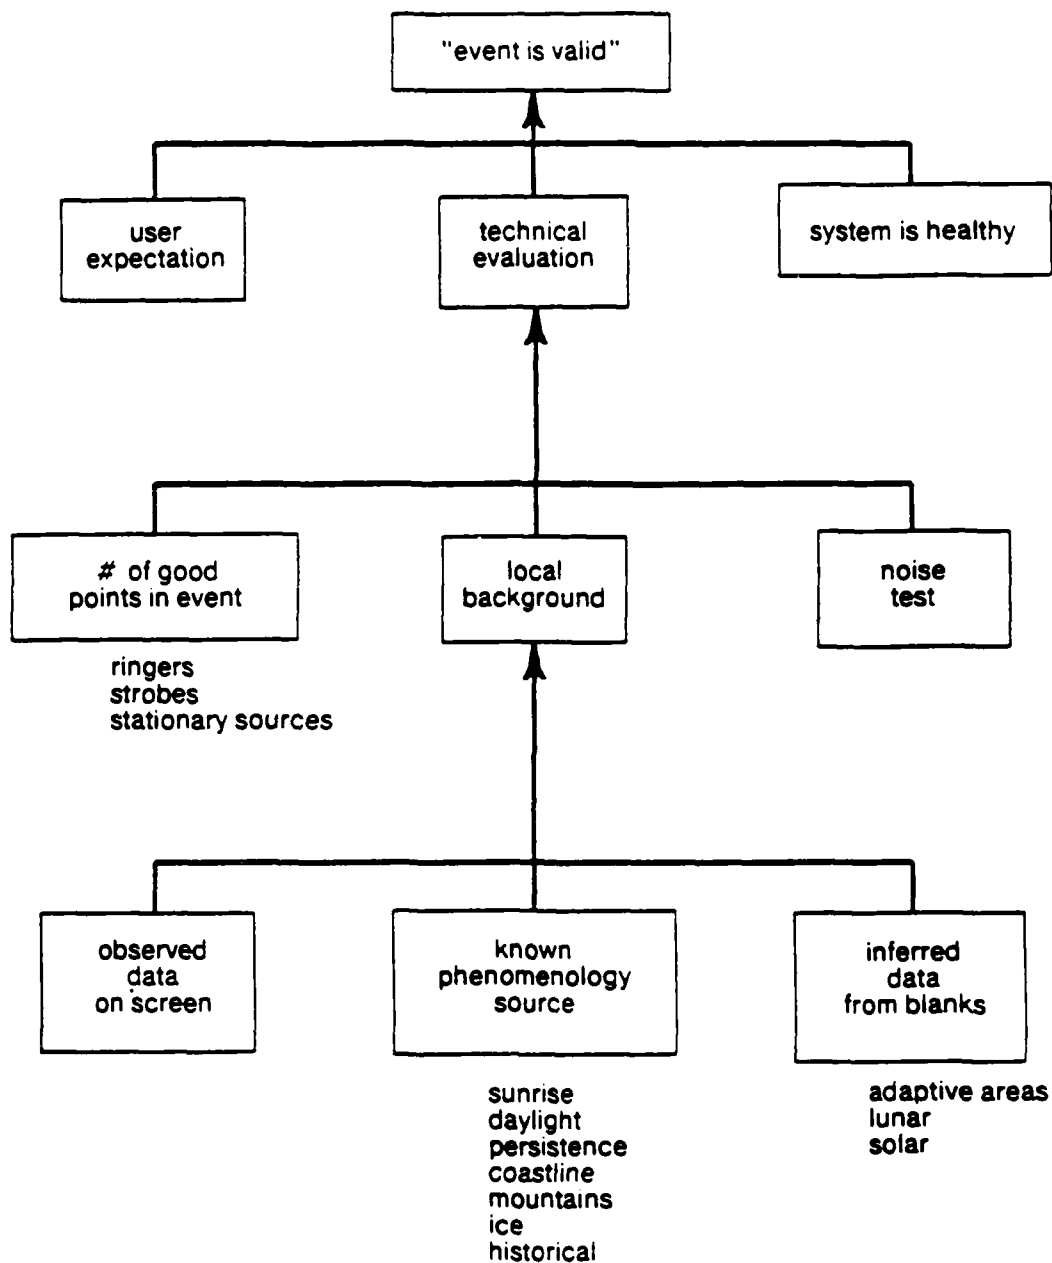 "event is valid"
user
expectation
technical
evaluation
system is healthy
# of good
points in event
ringers
strobes
stationary sources
local
background
noise
test
observed
data
on screen
known
phenomenology
source
sunrise
daylight
persistence
coastline
mountains
ice
historical
inferred
data
from blanks
adaptive areas
lunar
solar